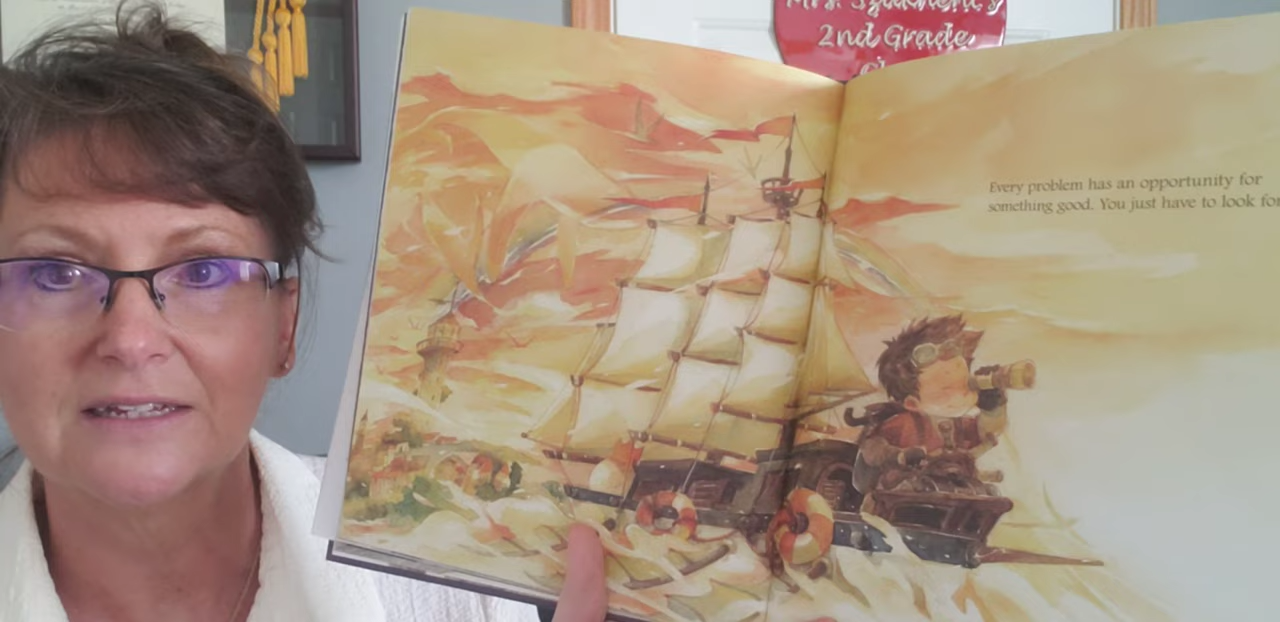 2nd Grade
Every problem has an opportunity for
something good. You just have to look for